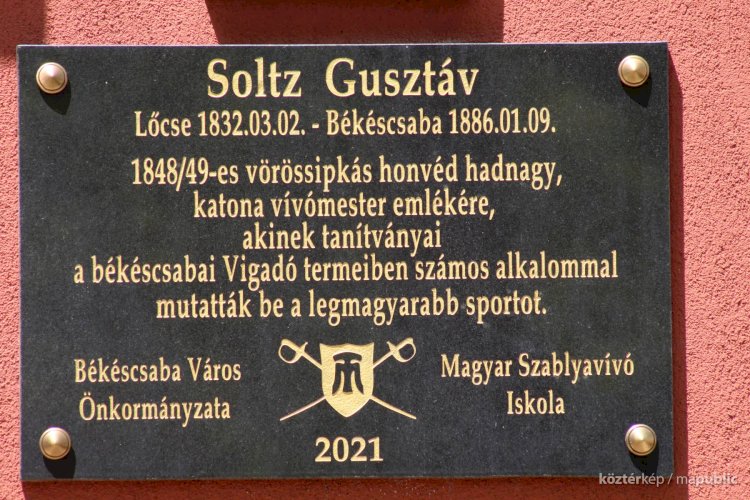 Soltz Gusztáv
Lőcse 1832.03.02. - Békéscsaba 1886.01.09.
1848/49-es vörössipkás honvéd hadnagy,
katona vívómester emlékére,
akinek tanítványai
a békéscsabai Vigadó termeiben számos alkalommal
mutatták be a legmagyarabb sportot.
Békéscsaba Város
Önkormányzata
Magyar Szablyavívó
Iskola
2021
köztérkép / mapublic